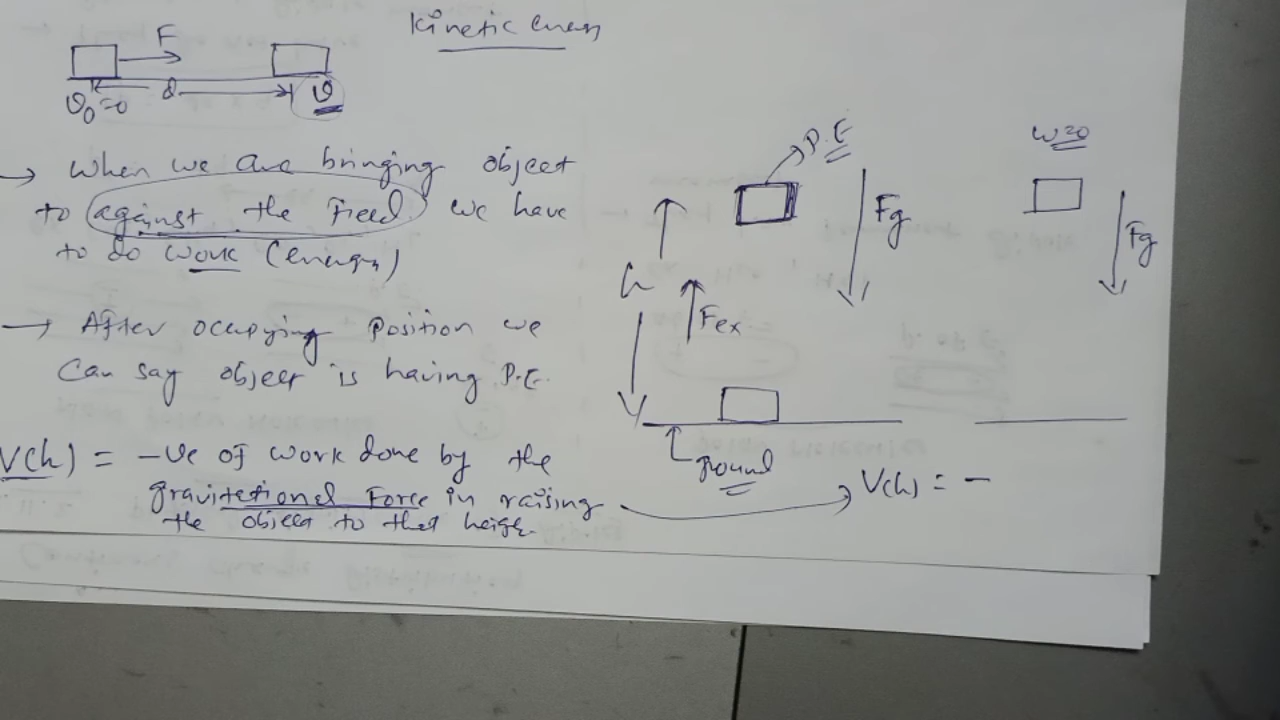 Kinetic energy
F
d
v₀=0
v
→ When we are bringing object
to against the Field we have
to do work (energy)
→ After occupying position we
can say object is having P.E.
V(h) = -ve of work done by the
gravitetional Force in raising
the object to that heigh.
P.E
Fg
h
Fex
ground
w=0
Fg
V(h) = -